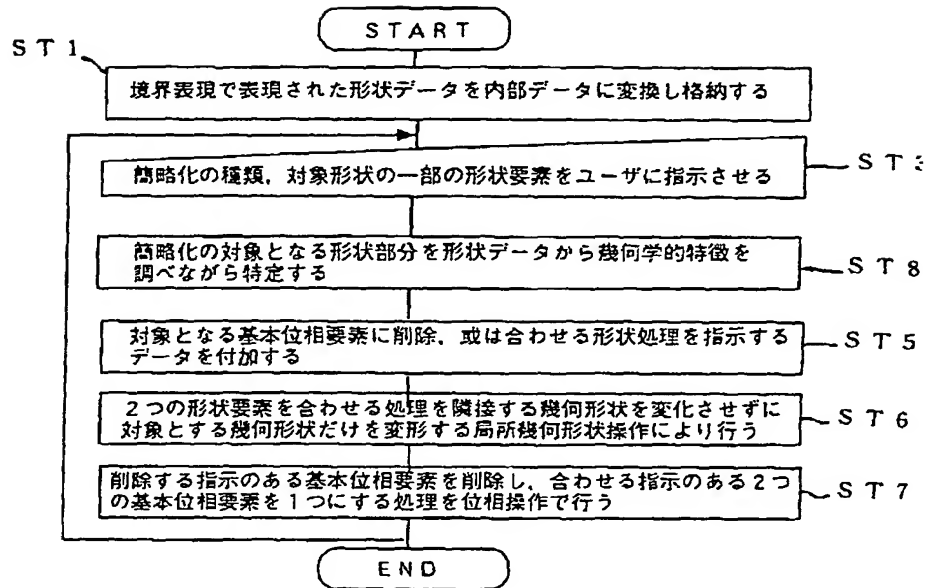 START
ST1
境界表現で表現された形状データを内部データに変換し格納する
簡略化の種類，対象形状の一部の形状要素をユーザに指示させる
ST3
簡略化の対象となる形状部分を形状データから幾何学的特徴を
調べながら特定する
ST8
対象となる基本位相要素に削除，或は合わせる形状処理を指示する
データを付加する
ST5
2つの形状要素を合わせる処理を隣接する幾何形状を変化させずに
対象とする幾何形状だけを変形する局所幾何形状操作により行う
ST6
削除する指示のある基本位相要素を削除し，合わせる指示のある2つ
の基本位相要素を1つにする処理を位相操作で行う
ST7
END